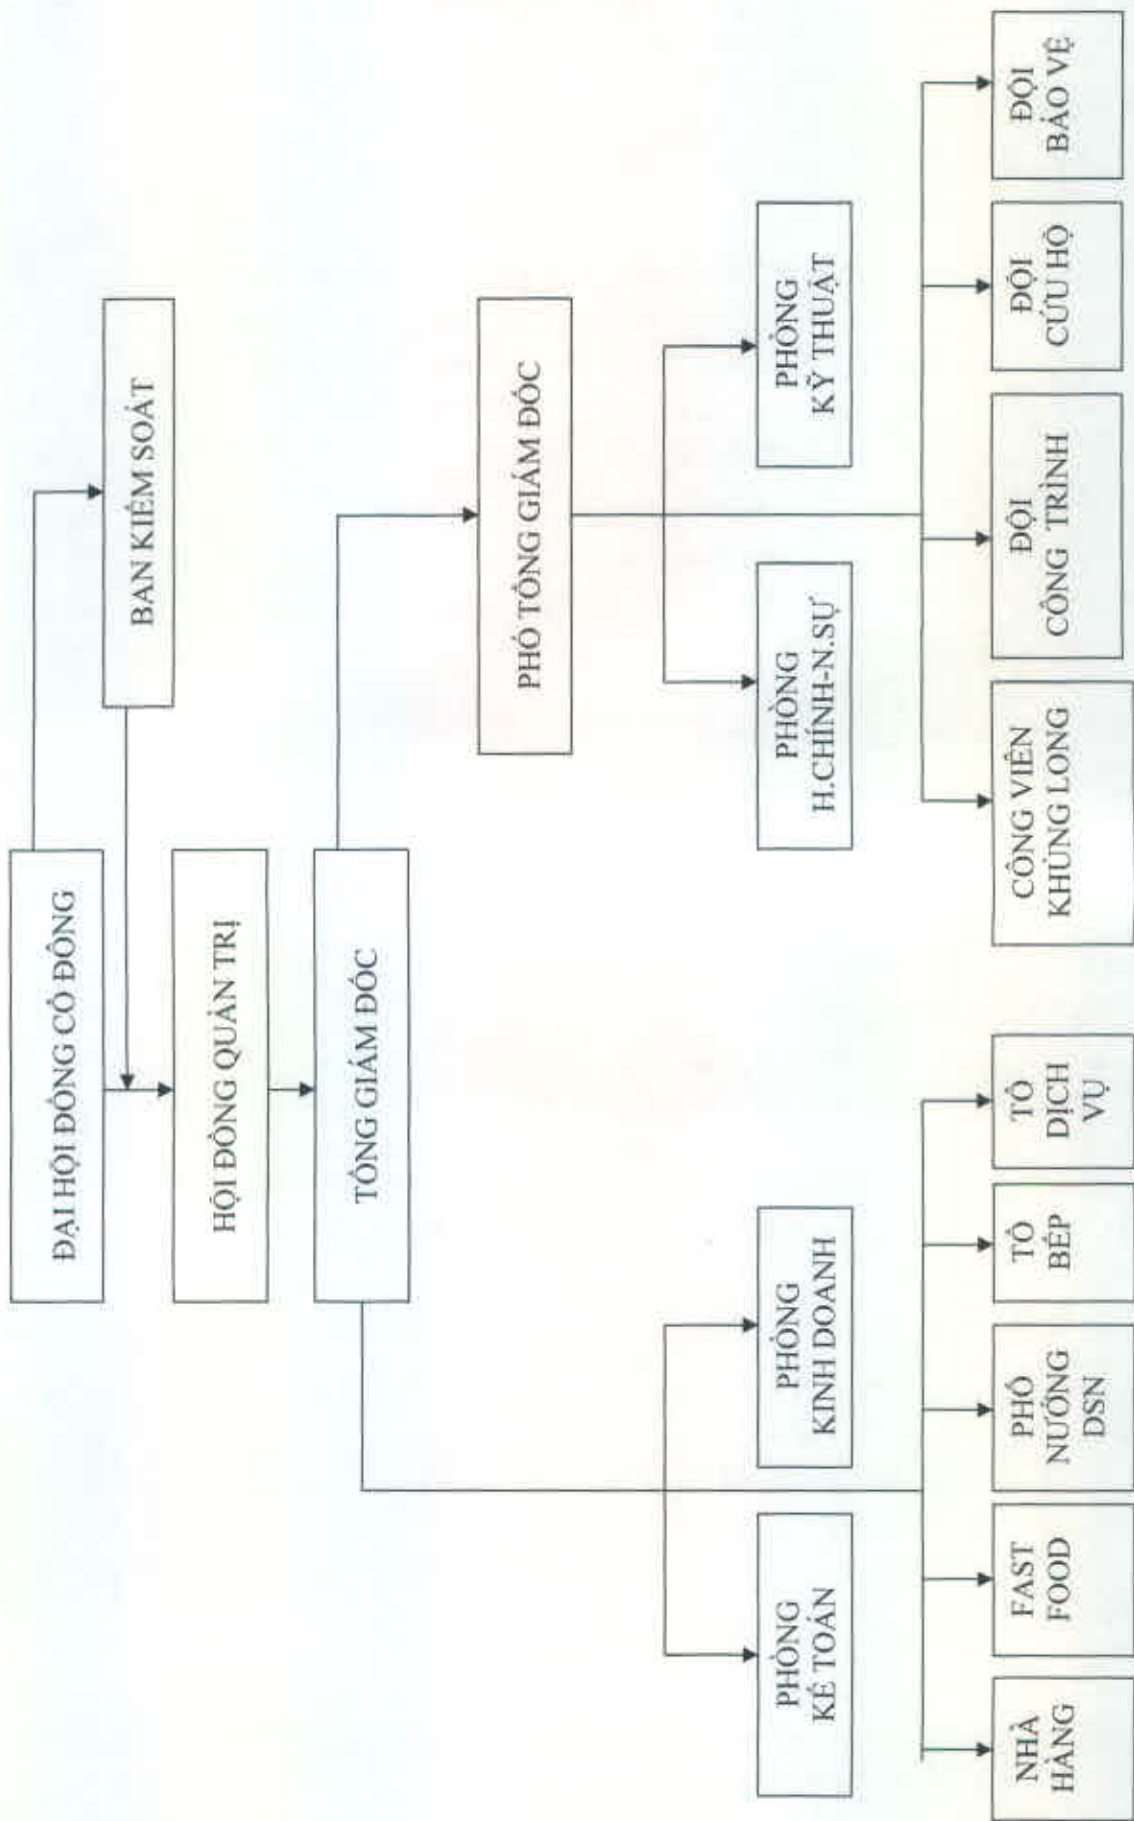 ĐẠI HỘI ĐỒNG CỔ ĐÔNG
BAN KIỂM SOÁT
HỘI ĐỒNG QUẢN TRỊ
TỔNG GIÁM ĐỐC
PHÓ TỔNG GIÁM ĐỐC
PHÒNG
KẾ TOÁN
PHÒNG
KINH DOANH
PHÒNG
H.CHÍNH-N.SỰ
PHÒNG
KỸ THUẬT
NHÀ
HÀNG
FAST
FOOD
PHỐ
NƯỚNG
DSN
TỔ
BẾP
TỔ
DỊCH
VỤ
CÔNG VIÊN
KHỦNG LONG
ĐỘI
CÔNG TRÌNH
ĐỘI
CỨU HỘ
ĐỘI
BẢO VỆ